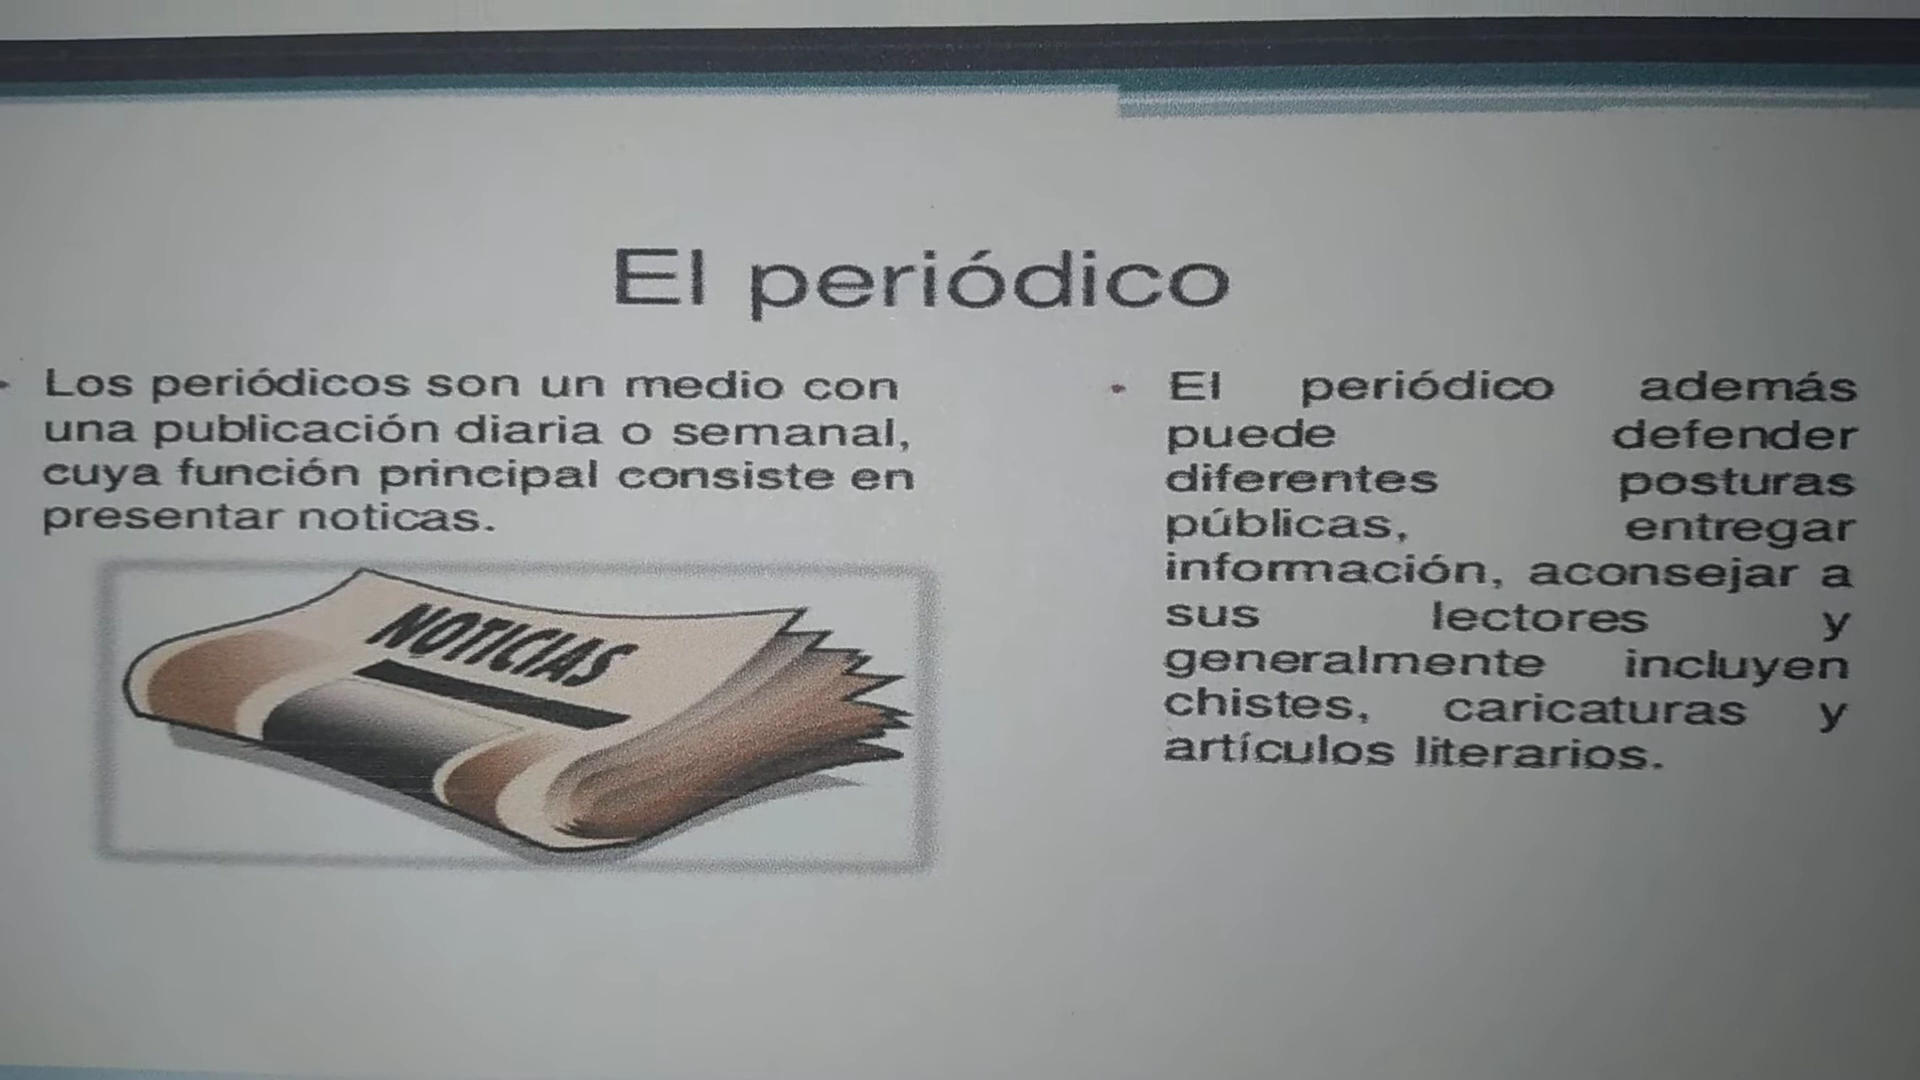 El periódico
Los periódicos son un medio con
una publicación diaria o semanal,
cuya función principal consiste en
presentar noticas.
NOTICIAS
El periódico además
puede defender
diferentes posturas
públicas, entregar
información, aconsejar a
sus lectores y
generalmente incluyen
chistes, caricaturas y
artículos literarios.